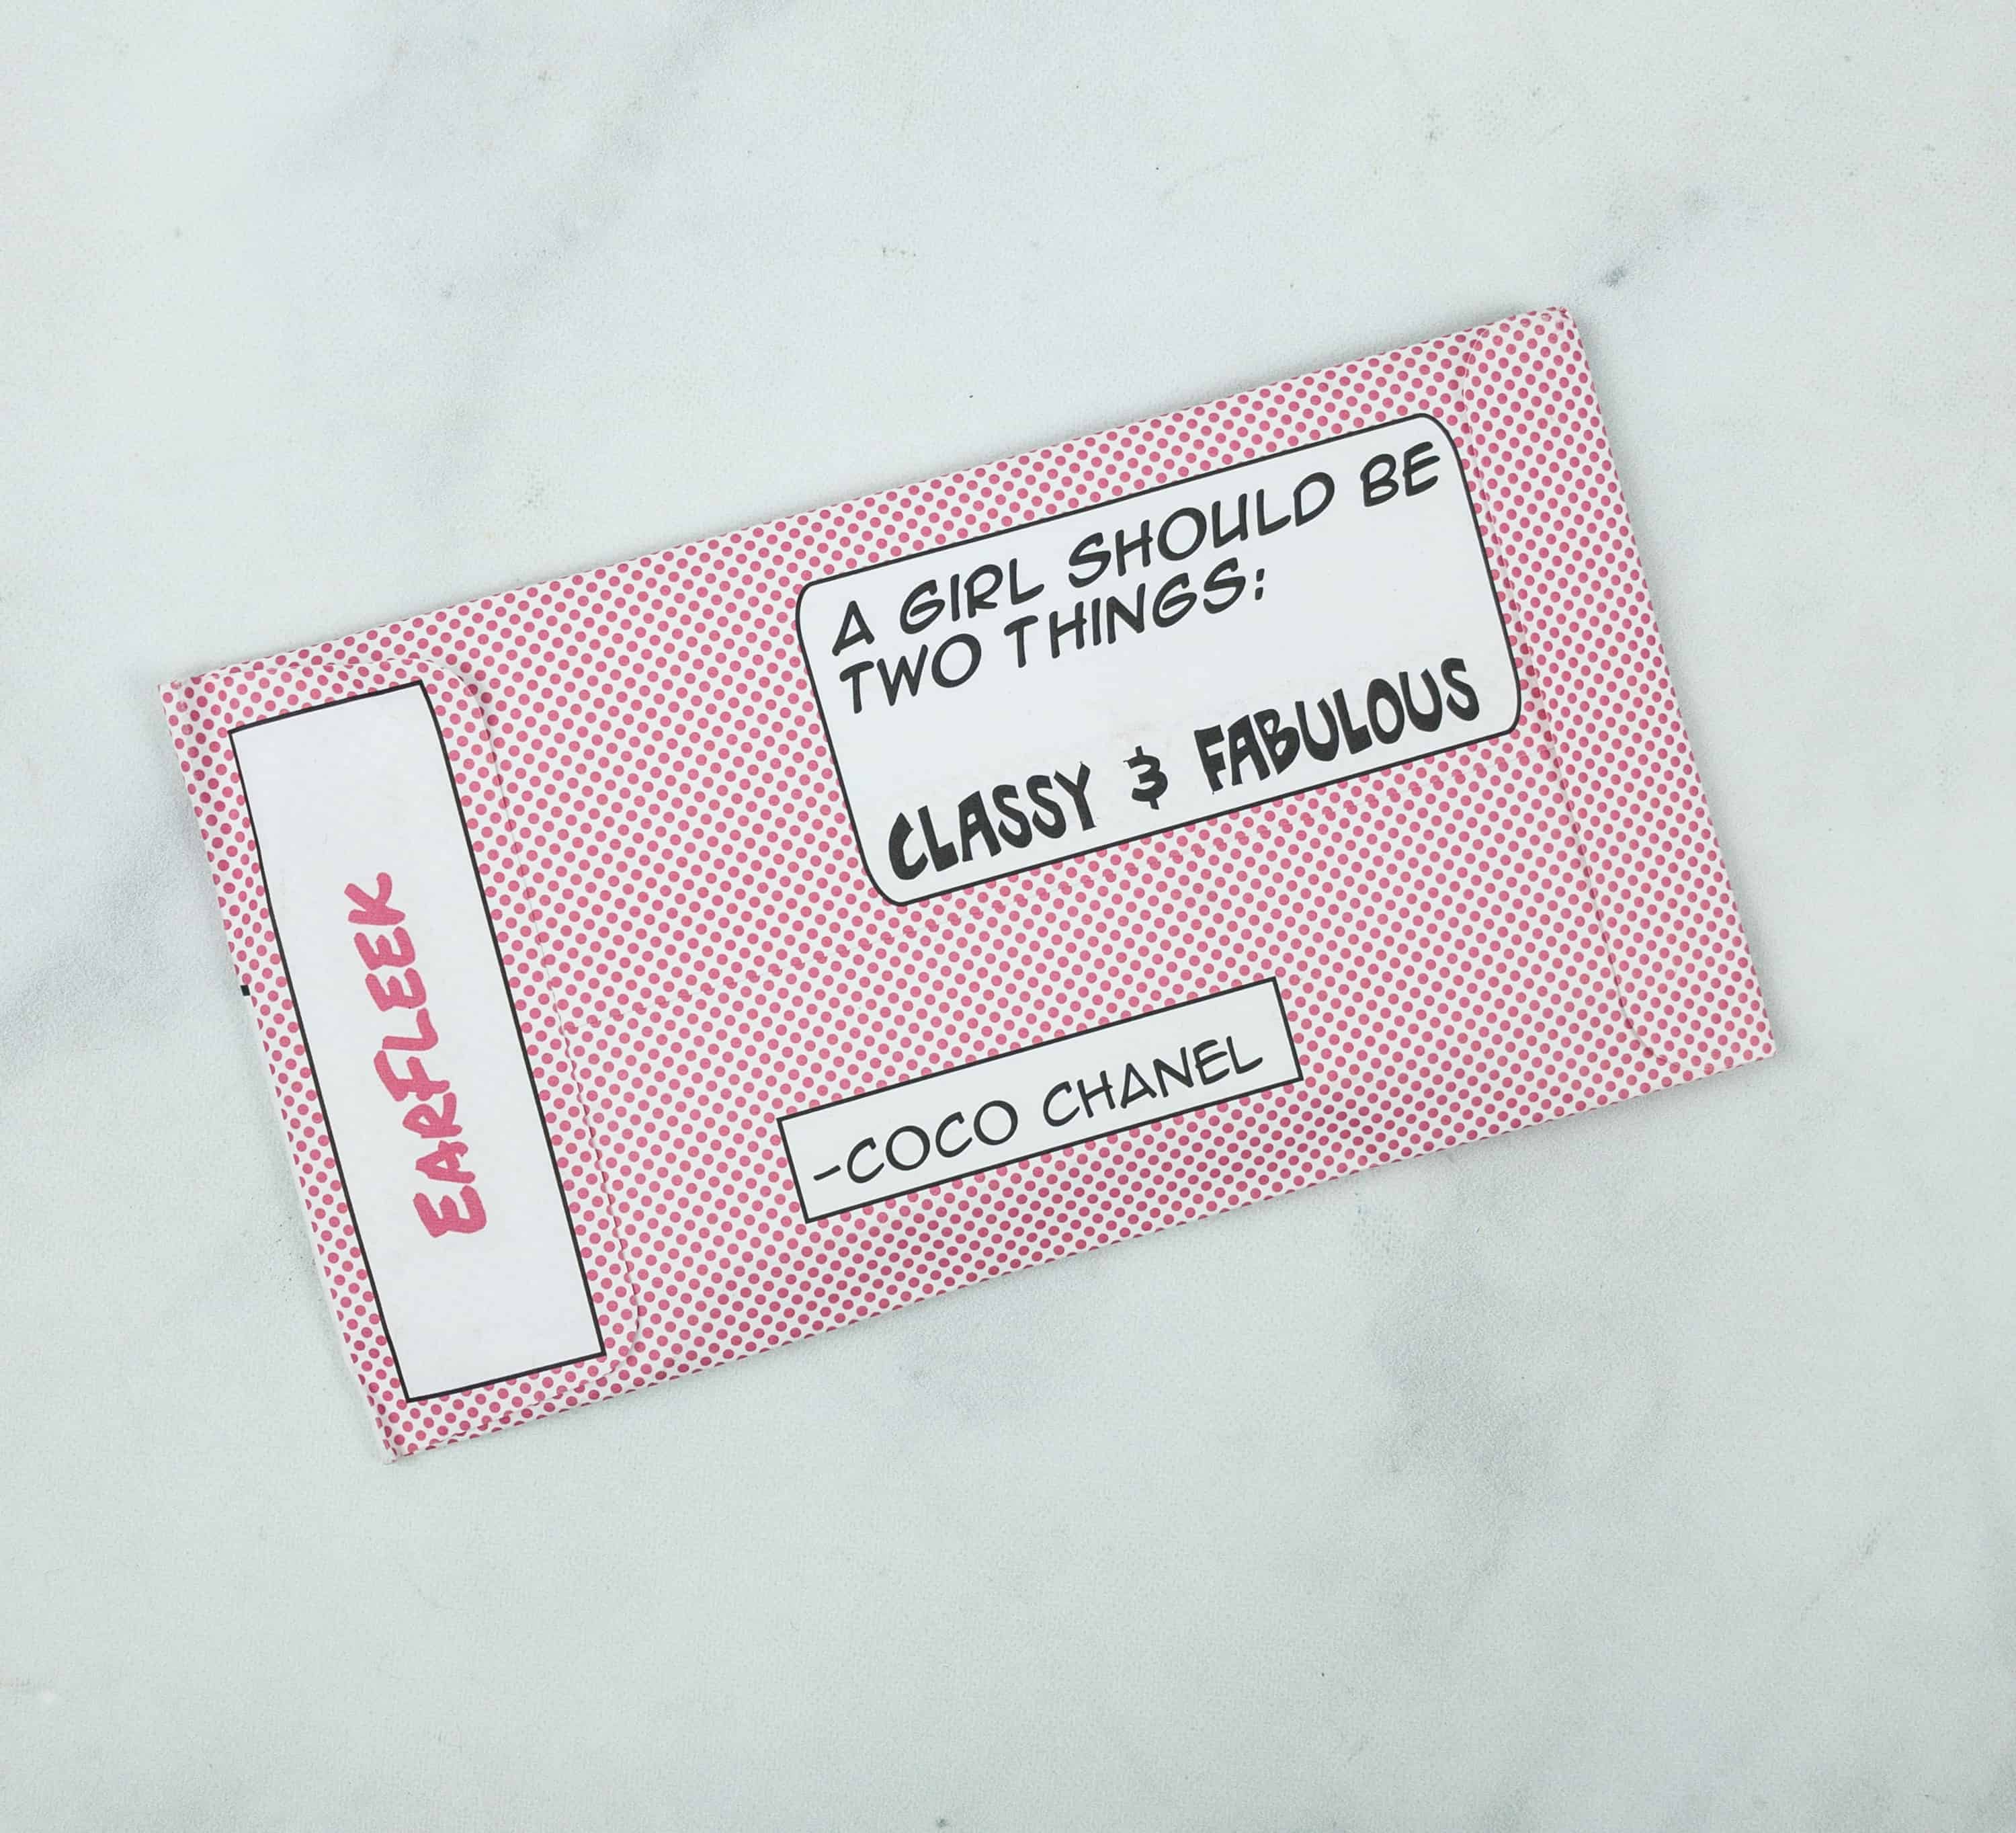 A GIRL SHOULD BE
TWO THINGS:
CLASSY & FABULOUS
-COCO CHANEL
EARFLEEK